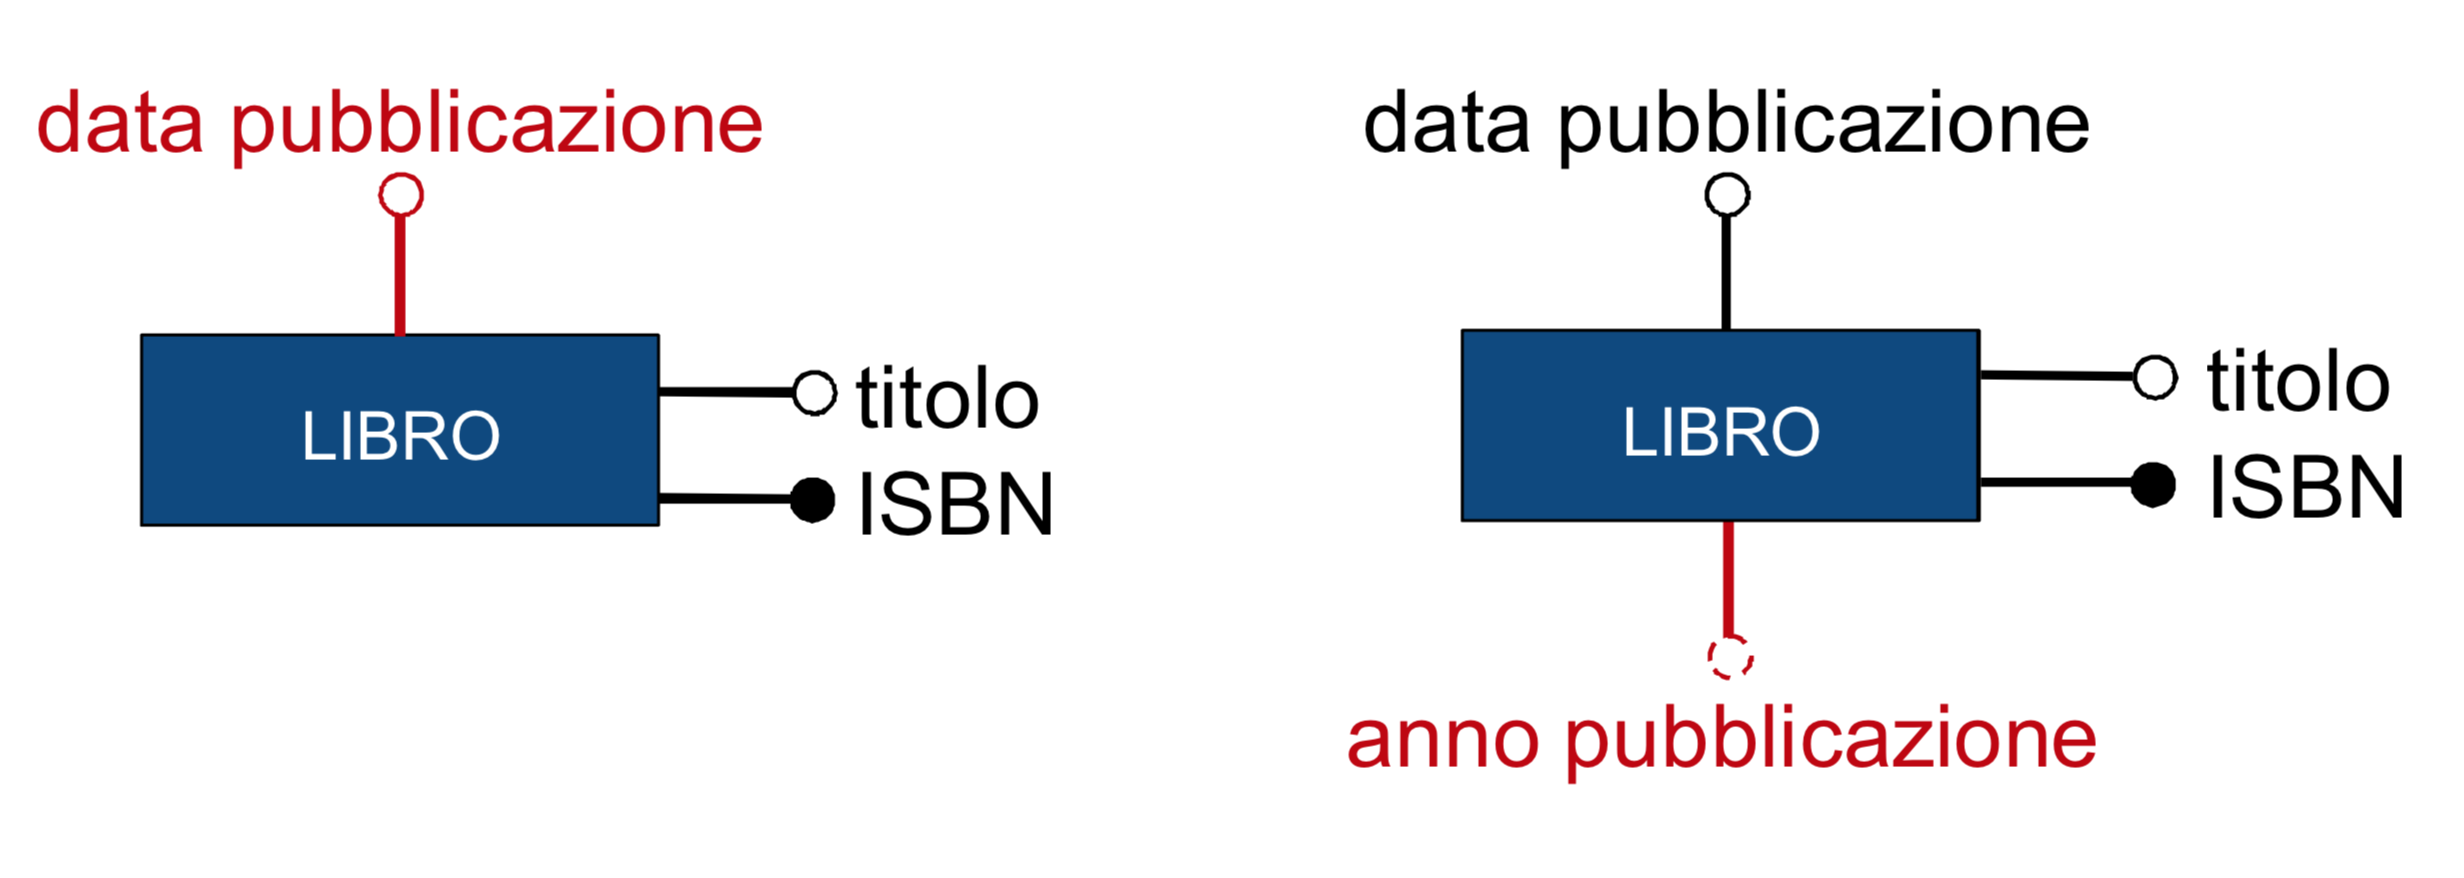 data pubblicazione
LIBRO
titolo
ISBN
data pubblicazione
LIBRO
titolo
ISBN
anno pubblicazione